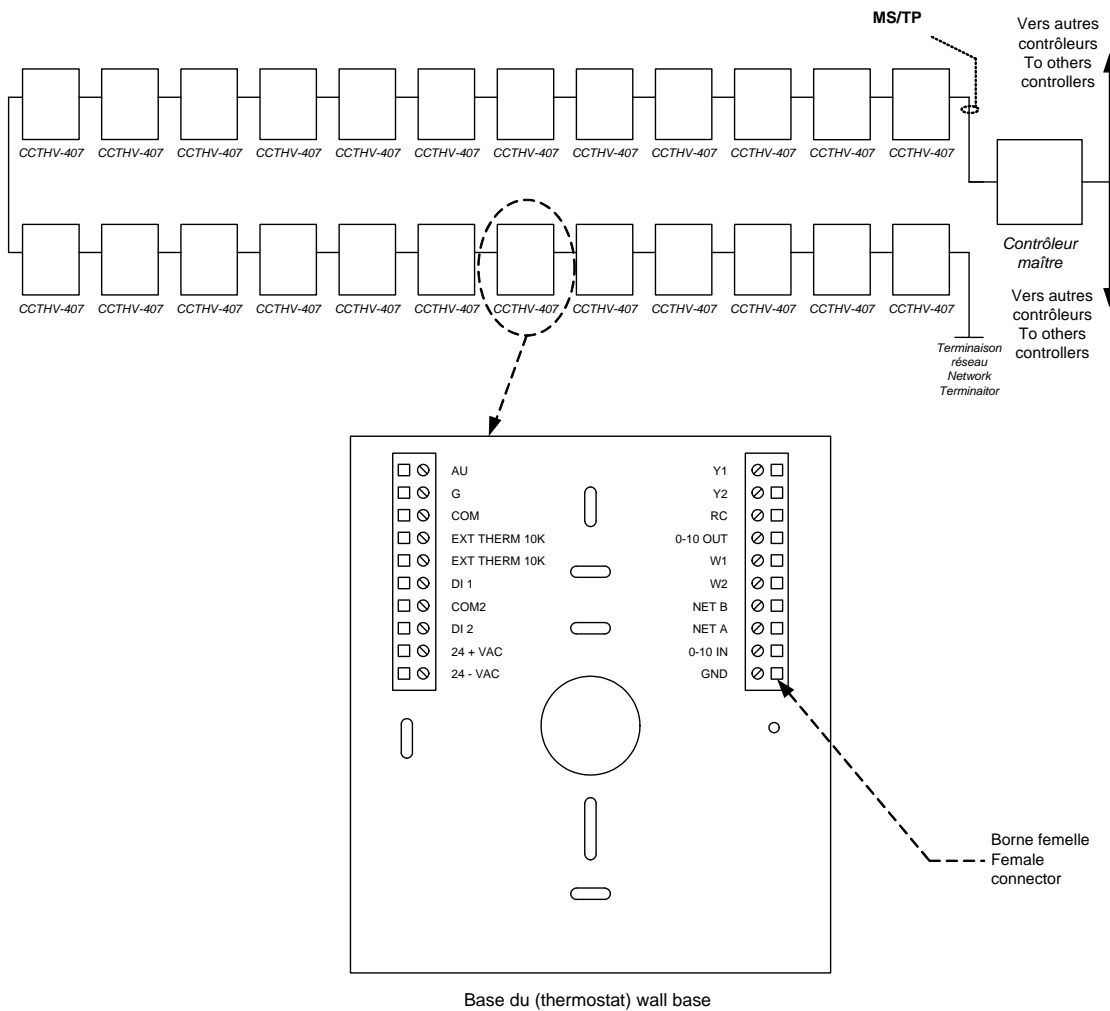 MS/TP
Vers autres
contrôleurs
To others
controllers
CCTHV-407 CCTHV-407 CCTHV-407 CCTHV-407 CCTHV-407 CCTHV-407 CCTHV-407 CCTHV-407 CCTHV-407 CCTHV-407 CCTHV-407 CCTHV-407
Contrôleur
maître
CCTHV-407 CCTHV-407 CCTHV-407 CCTHV-407 CCTHV-407 CCTHV-407 CCTHV-407 CCTHV-407 CCTHV-407 CCTHV-407 CCTHV-407 CCTHV-407
Vers autres
contrôleurs
To others
controllers
Terminaison
réseau
Network
Terminaitor
AU
G
COM
EXT THERM 10K
EXT THERM 10K
DI 1
COM2
DI 2
24 + VAC
24 - VAC
Y1
Y2
RC
0-10 OUT
W1
W2
NET B
NET A
0-10 IN
GND
Borne femelle
Female
connector
Base du (thermostat) wall base